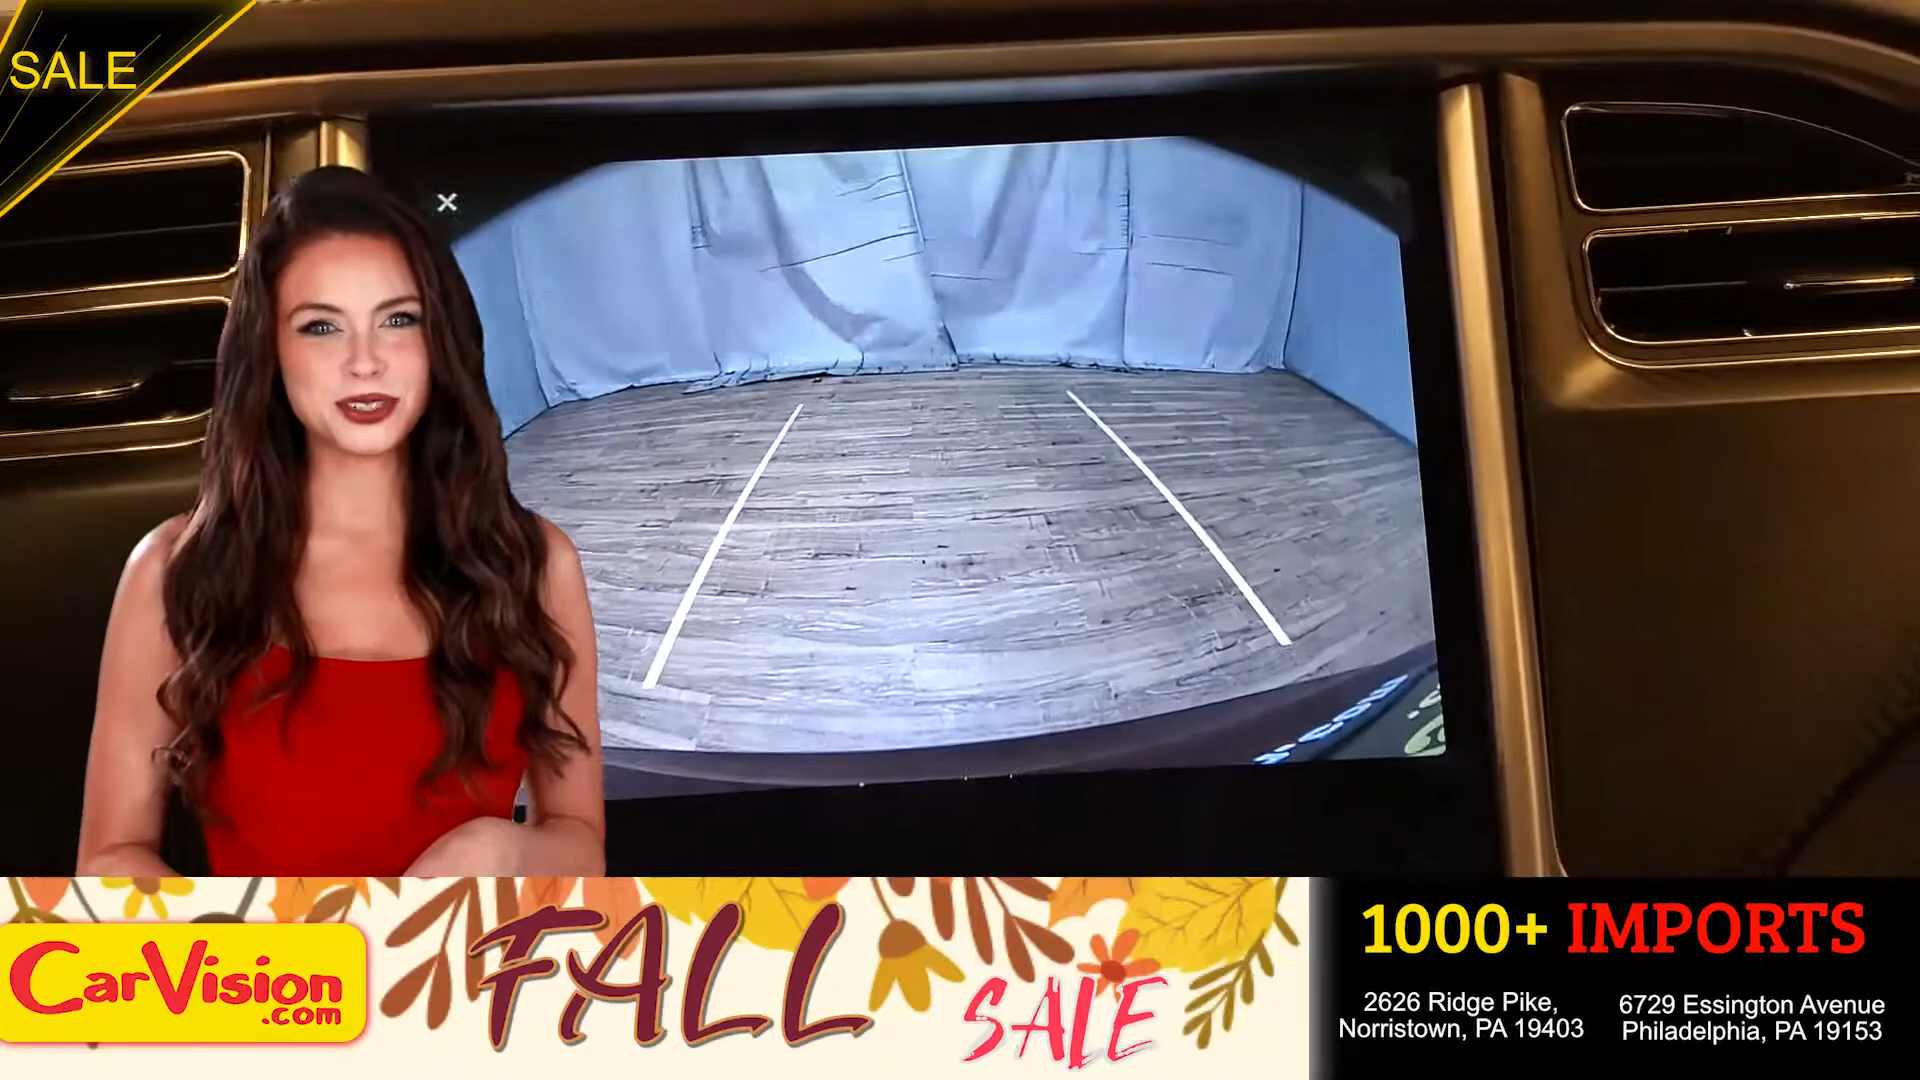 SALE
CarVision
.com
FALL
SALE
1000+ IMPORTS
2626 Ridge Pike,
Norristown, PA 19403
6729 Essington Avenue
Philadelphia, PA 19153